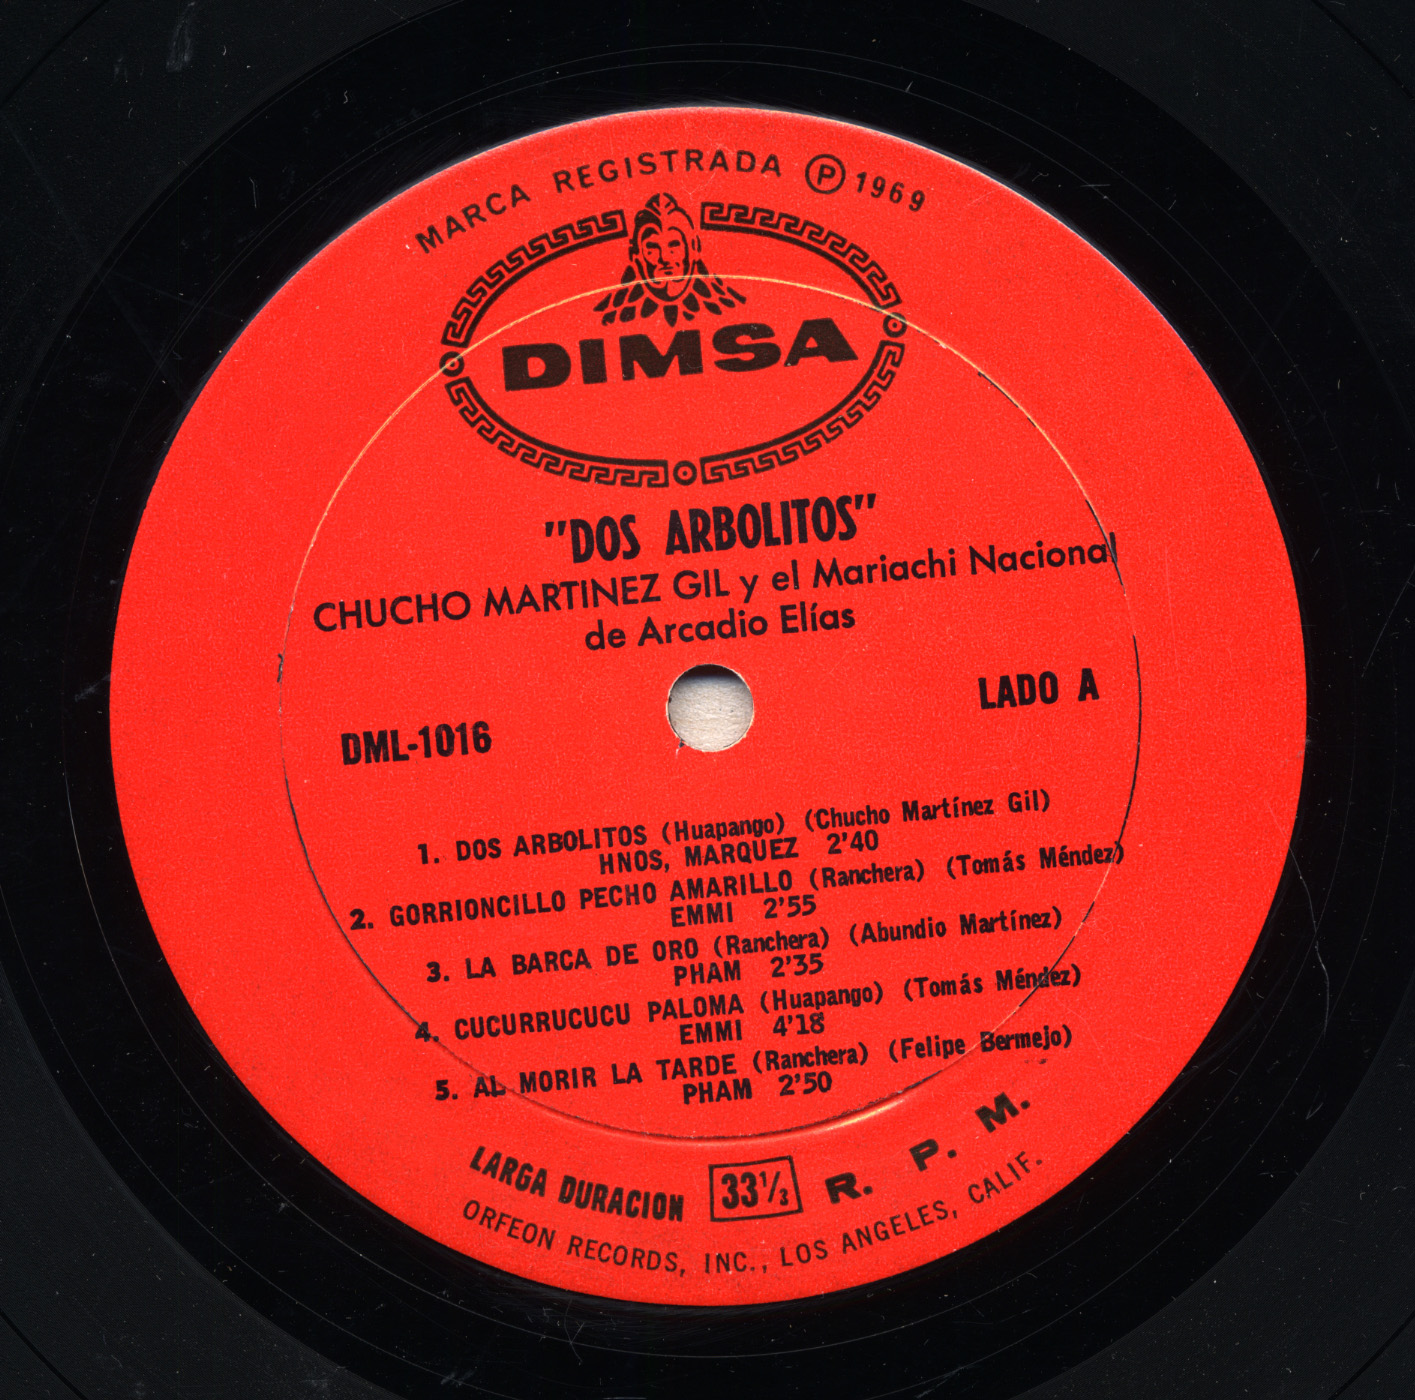 MARCA REGISTRADA Ⓟ 1969
DIMSA
"DOS ARBOLITOS"
CHUCHO MARTINEZ GIL y el Mariachi Nacional
de Arcadio Elías
LADO A
DML-1016
1. DOS ARBOLITOS (Huapango) (Chucho Martínez Gil)
HNOS, MARQUEZ 2'40
2. GORRIONCILLO PECHO AMARILLO (Ranchera) (Tomás Méndez)
EMMI 2'55
3. LA BARCA DE ORO (Ranchera) (Abundio Martínez)
PHAM 2'35
4. CUCURRUCUCU PALOMA (Huapango) (Tomás Méndez)
EMMI 4'18
5. AL MORIR LA TARDE (Ranchera) (Felipe Bermejo)
PHAM 2'50
LARGA DURACION 33⅓ R. P. M.
ORFEON RECORDS, INC., LOS ANGELES, CALIF.